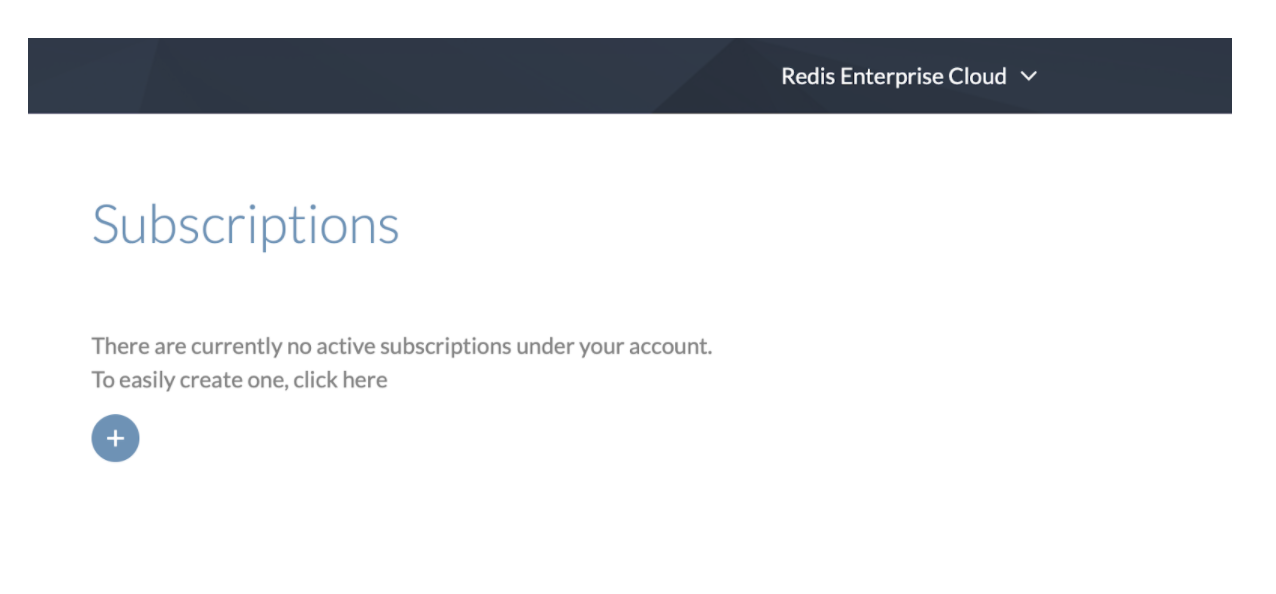 Redis Enterprise Cloud
Subscriptions
There are currently no active subscriptions under your account.
To easily create one, click here
+